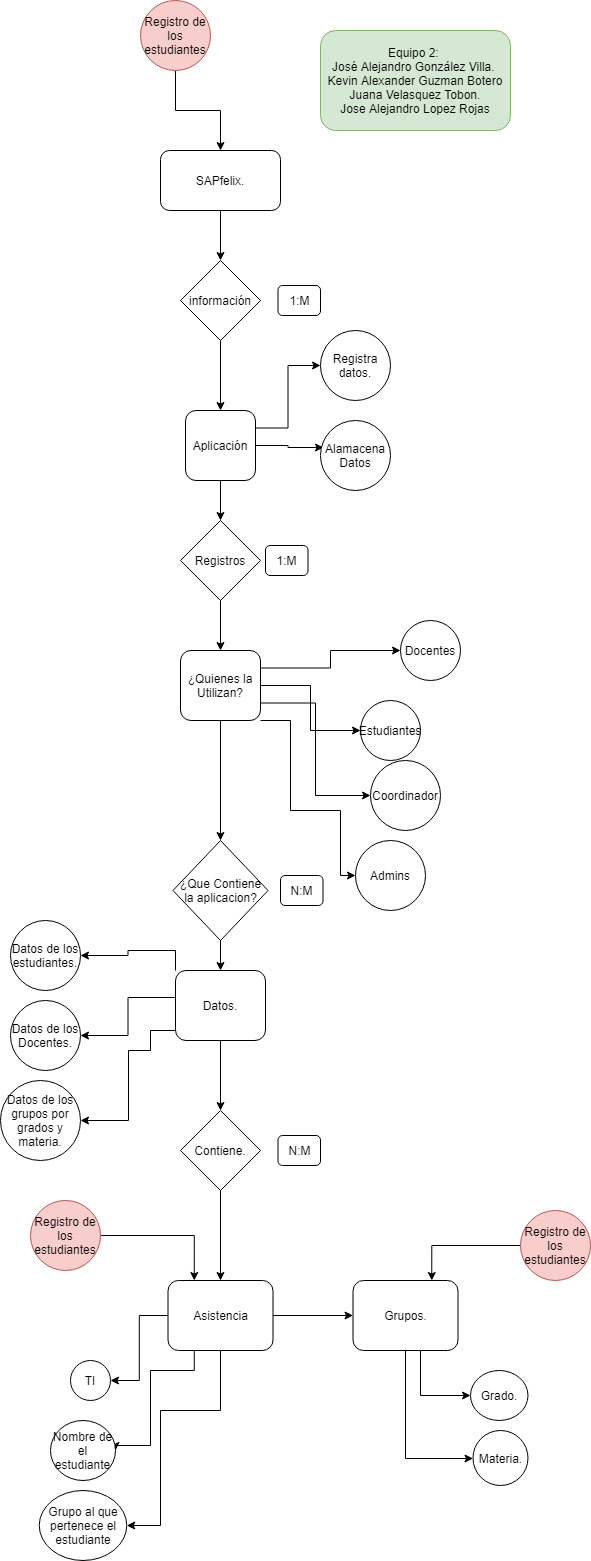 Registro de
los
estudiantes
Equipo 2:
José Alejandro González Villa.
Kevin Alexander Guzman Botero
Juana Velasquez Tobon.
Jose Alejandro Lopez Rojas
SAPfelix.
información
1:M
Registra
datos.
Aplicación
Alamacena
Datos
Registros
1:M
Docentes
¿Quienes la
Utilizan?
Estudiantes
Coordinador
Admins
¿Que Contiene
la aplicacion?
N:M
Datos de los
estudiantes.
Datos.
Datos de los
Docentes.
Datos de los
grupos por
grados y
materia.
Contiene.
N:M
Registro de
los
estudiantes
Registro de
los
estudiantes
Asistencia
Grupos.
TI
Grado.
Nombre de
el
estudiante
Materia.
Grupo al que
pertenece el
estudiante